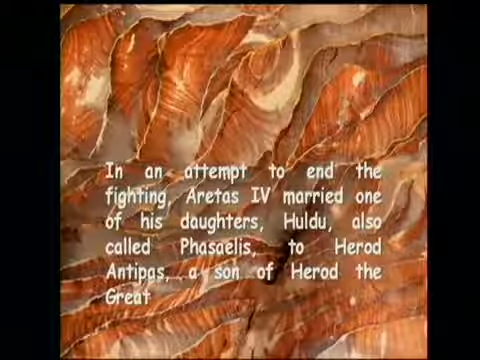 In an attempt to end the
fighting, Aretas IV married one
of his daughters, Huldu, also
called Phasaelis, to Herod
Antipas, a son of Herod the
Great